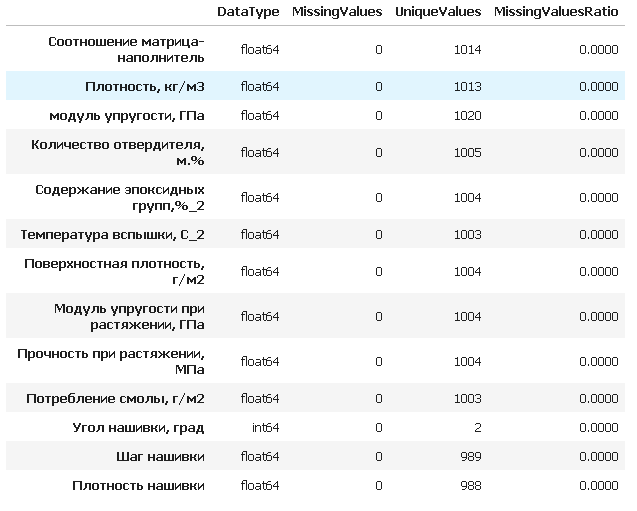 DataType MissingValues UniqueValues MissingValuesRatio
Соотношение матрица-
наполнитель float64 0 1014 0.0000
Плотность, кг/м3 float64 0 1013 0.0000
модуль упругости, ГПа float64 0 1020 0.0000
Количество отвердителя,
м.% float64 0 1005 0.0000
Содержание эпоксидных
групп,%_2 float64 0 1004 0.0000
Температура вспышки, С_2 float64 0 1003 0.0000
Поверхностная плотность,
г/м2 float64 0 1004 0.0000
Модуль упругости при
растяжении, ГПа float64 0 1004 0.0000
Прочность при растяжении,
МПа float64 0 1004 0.0000
Потребление смолы, г/м2 float64 0 1003 0.0000
Угол нашивки, град int64 0 2 0.0000
Шаг нашивки float64 0 989 0.0000
Плотность нашивки float64 0 988 0.0000